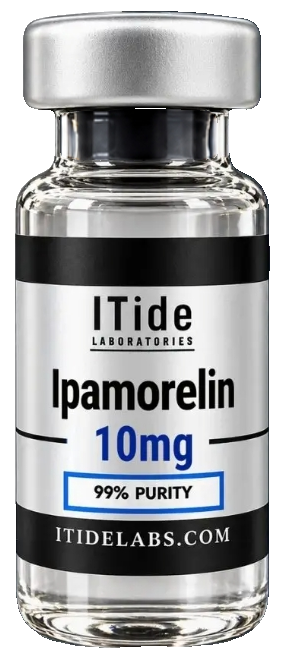 ITide
LABORATORIES
Ipamorelin
10mg
99% PURITY
ITIDELABS.COM